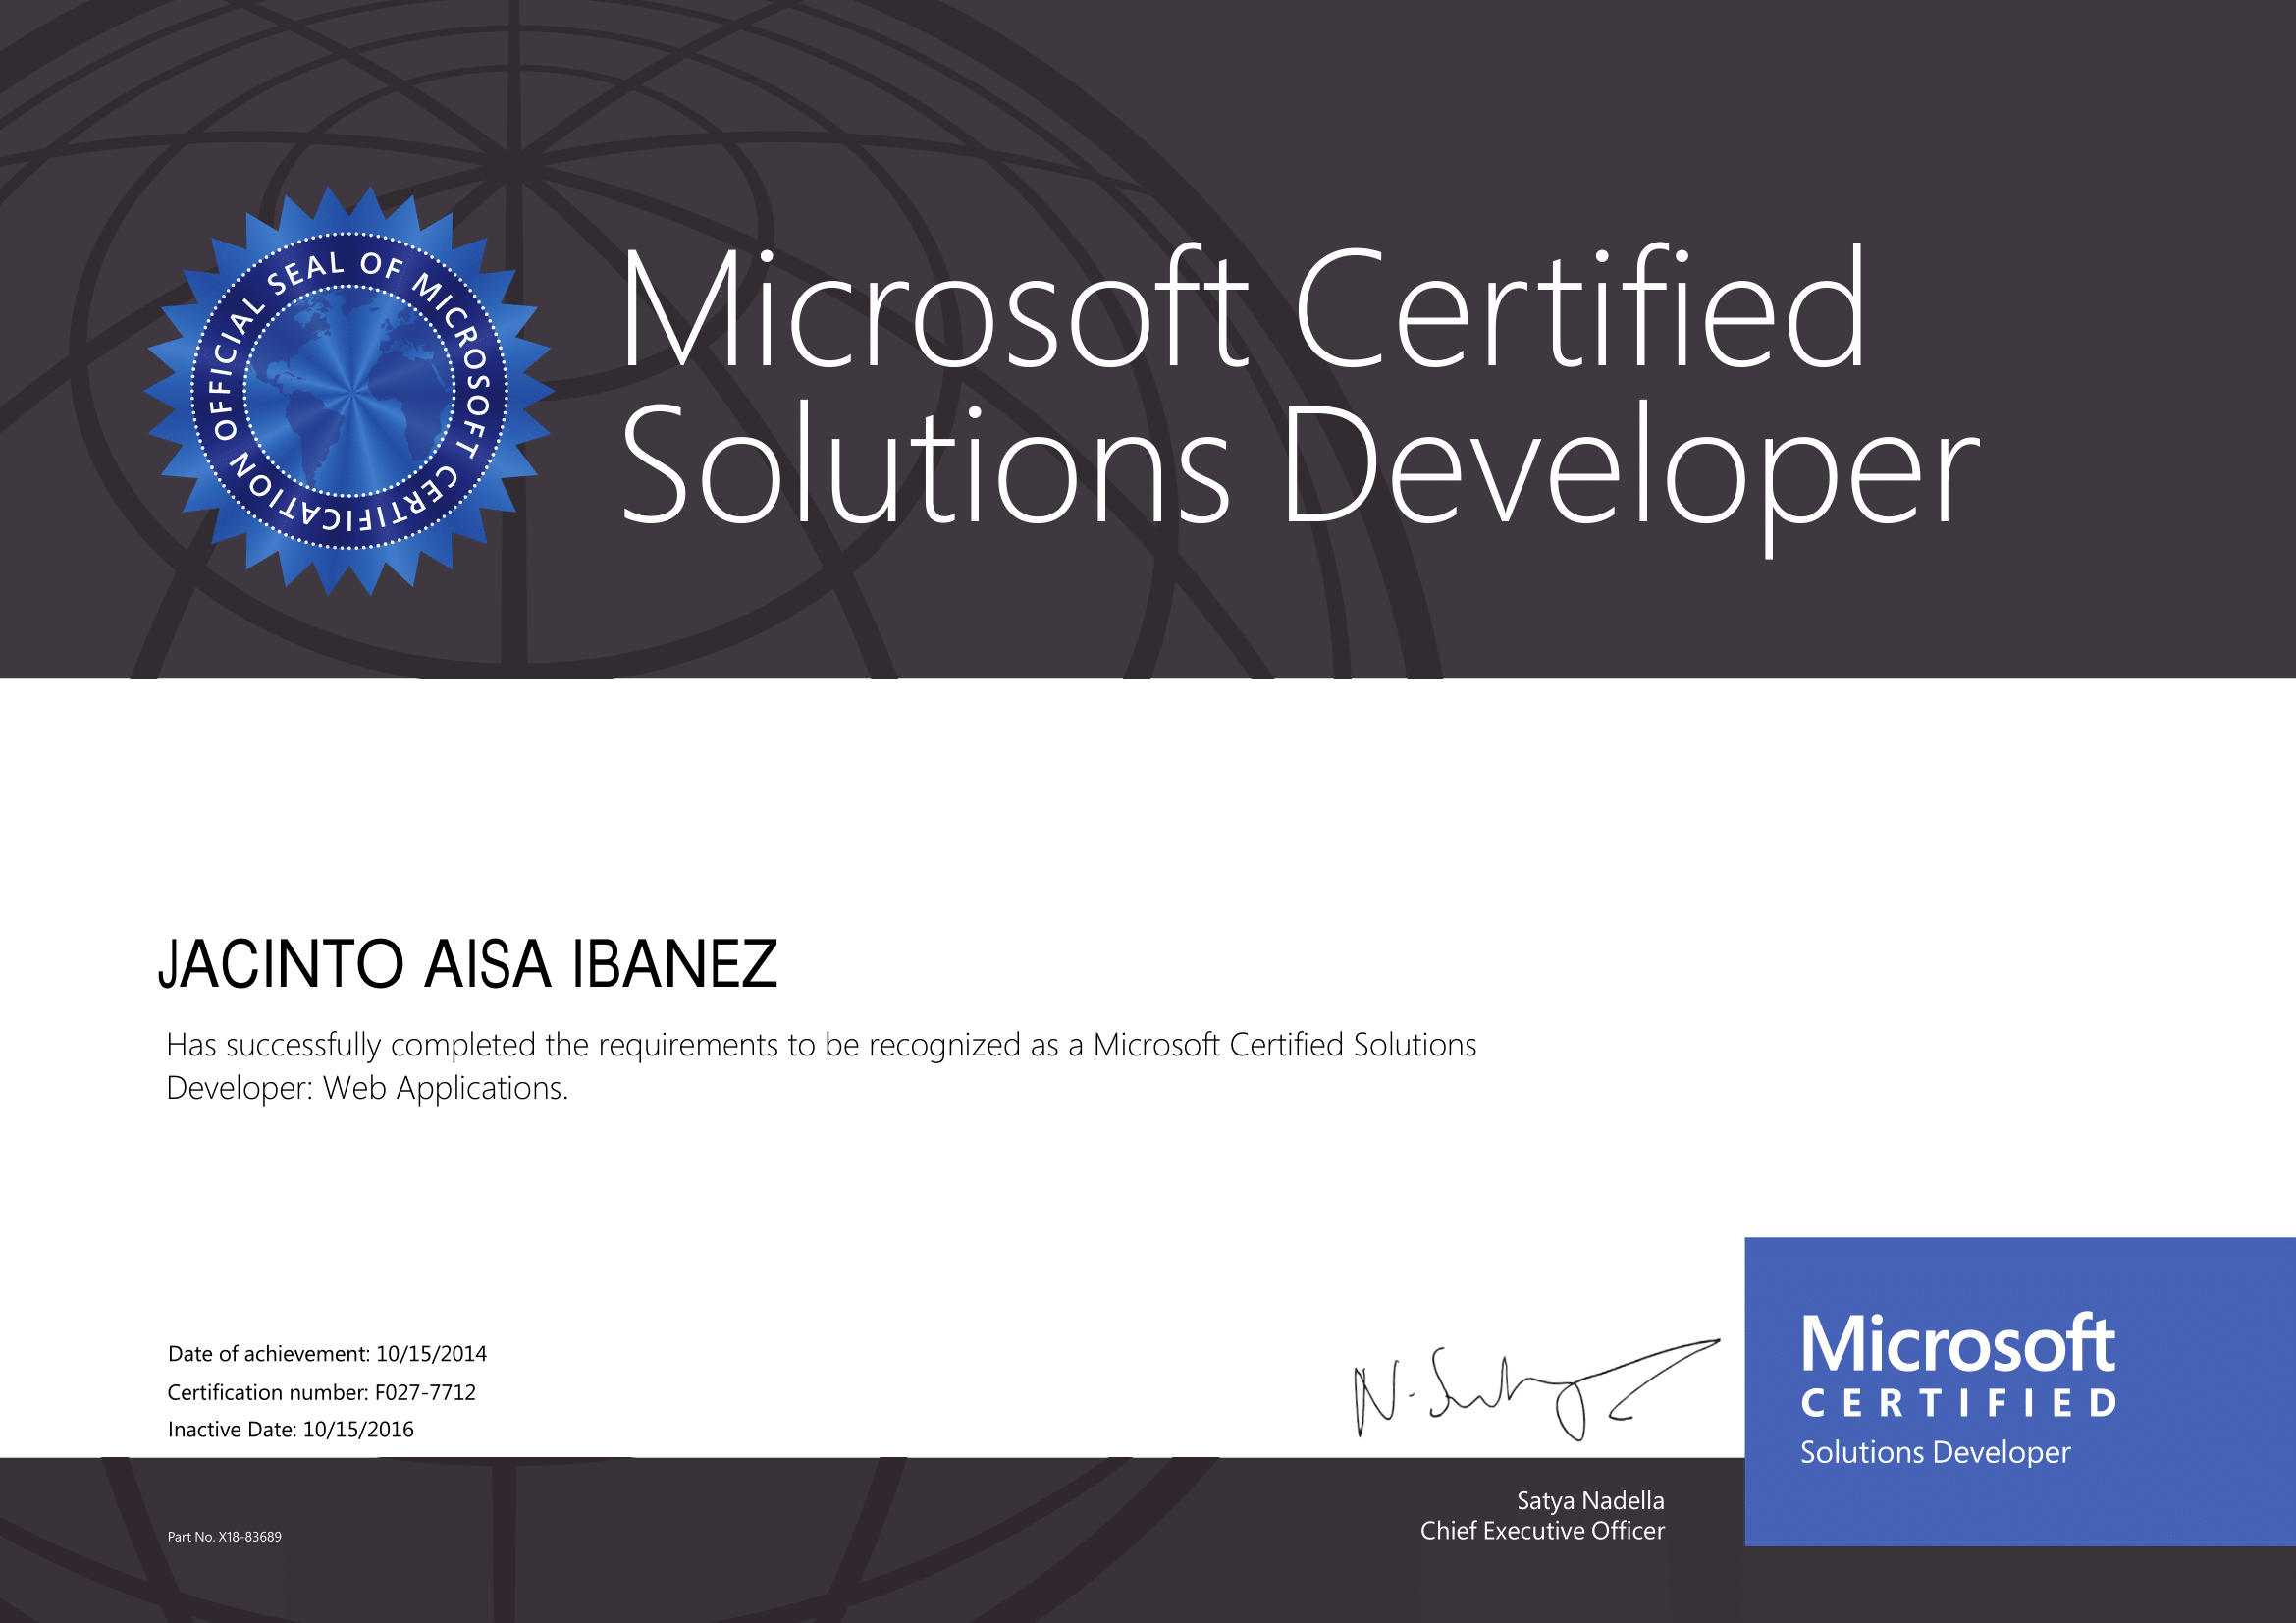 OFFICIAL SEAL OF MICROSOFT CERTIFICATION
Microsoft Certified
Solutions Developer
JACINTO AISA IBANEZ
Has successfully completed the requirements to be recognized as a Microsoft Certified Solutions
Developer: Web Applications.
Date of achievement: 10/15/2014
Certification number: F027-7712
Inactive Date: 10/15/2016
Part No. X18-83689
Satya Nadella
Chief Executive Officer
Microsoft
CERTIFIED
Solutions Developer